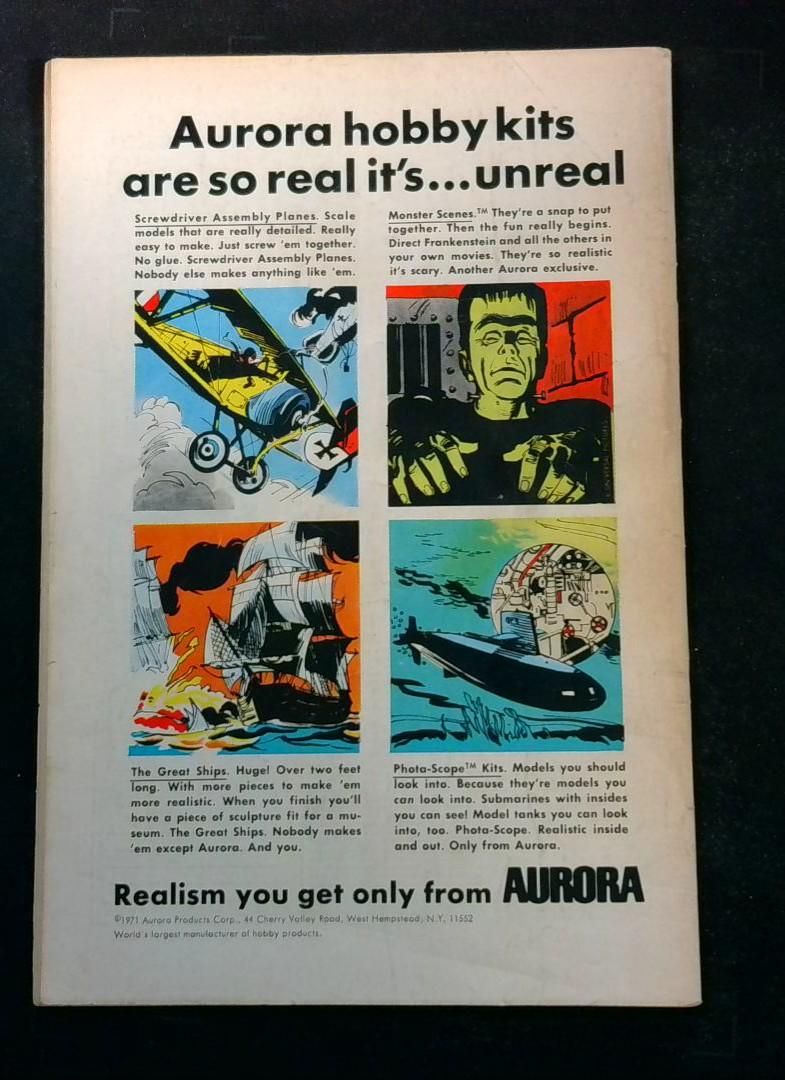 Aurora hobby kits
are so real it's...unreal
Screwdriver Assembly Planes. Scale
models that are really detailed. Really
easy to make. Just screw 'em together.
No glue. Screwdriver Assembly Planes.
Nobody else makes anything like 'em.
Monster Scenes.™ They're a snap to put
together. Then the fun really begins.
Direct Frankenstein and all the others in
your own movies. They're so realistic
it's scary. Another Aurora exclusive.
© UNIVERSAL PICTURES
The Great Ships. Huge! Over two feet
long. With more pieces to make 'em
more realistic. When you finish you'll
have a piece of sculpture fit for a mu-
seum. The Great Ships. Nobody makes
'em except Aurora. And you.
Phota-Scope™ Kits. Models you should
look into. Because they're models you
can look into. Submarines with insides
you can see! Model tanks you can look
into, too. Phota-Scope. Realistic inside
and out. Only from Aurora.
Realism you get only from AURORA
©1971 Aurora Products Corp., 44 Cherry Valley Road, West Hempstead, N.Y. 11552
World's largest manufacturer of hobby products.